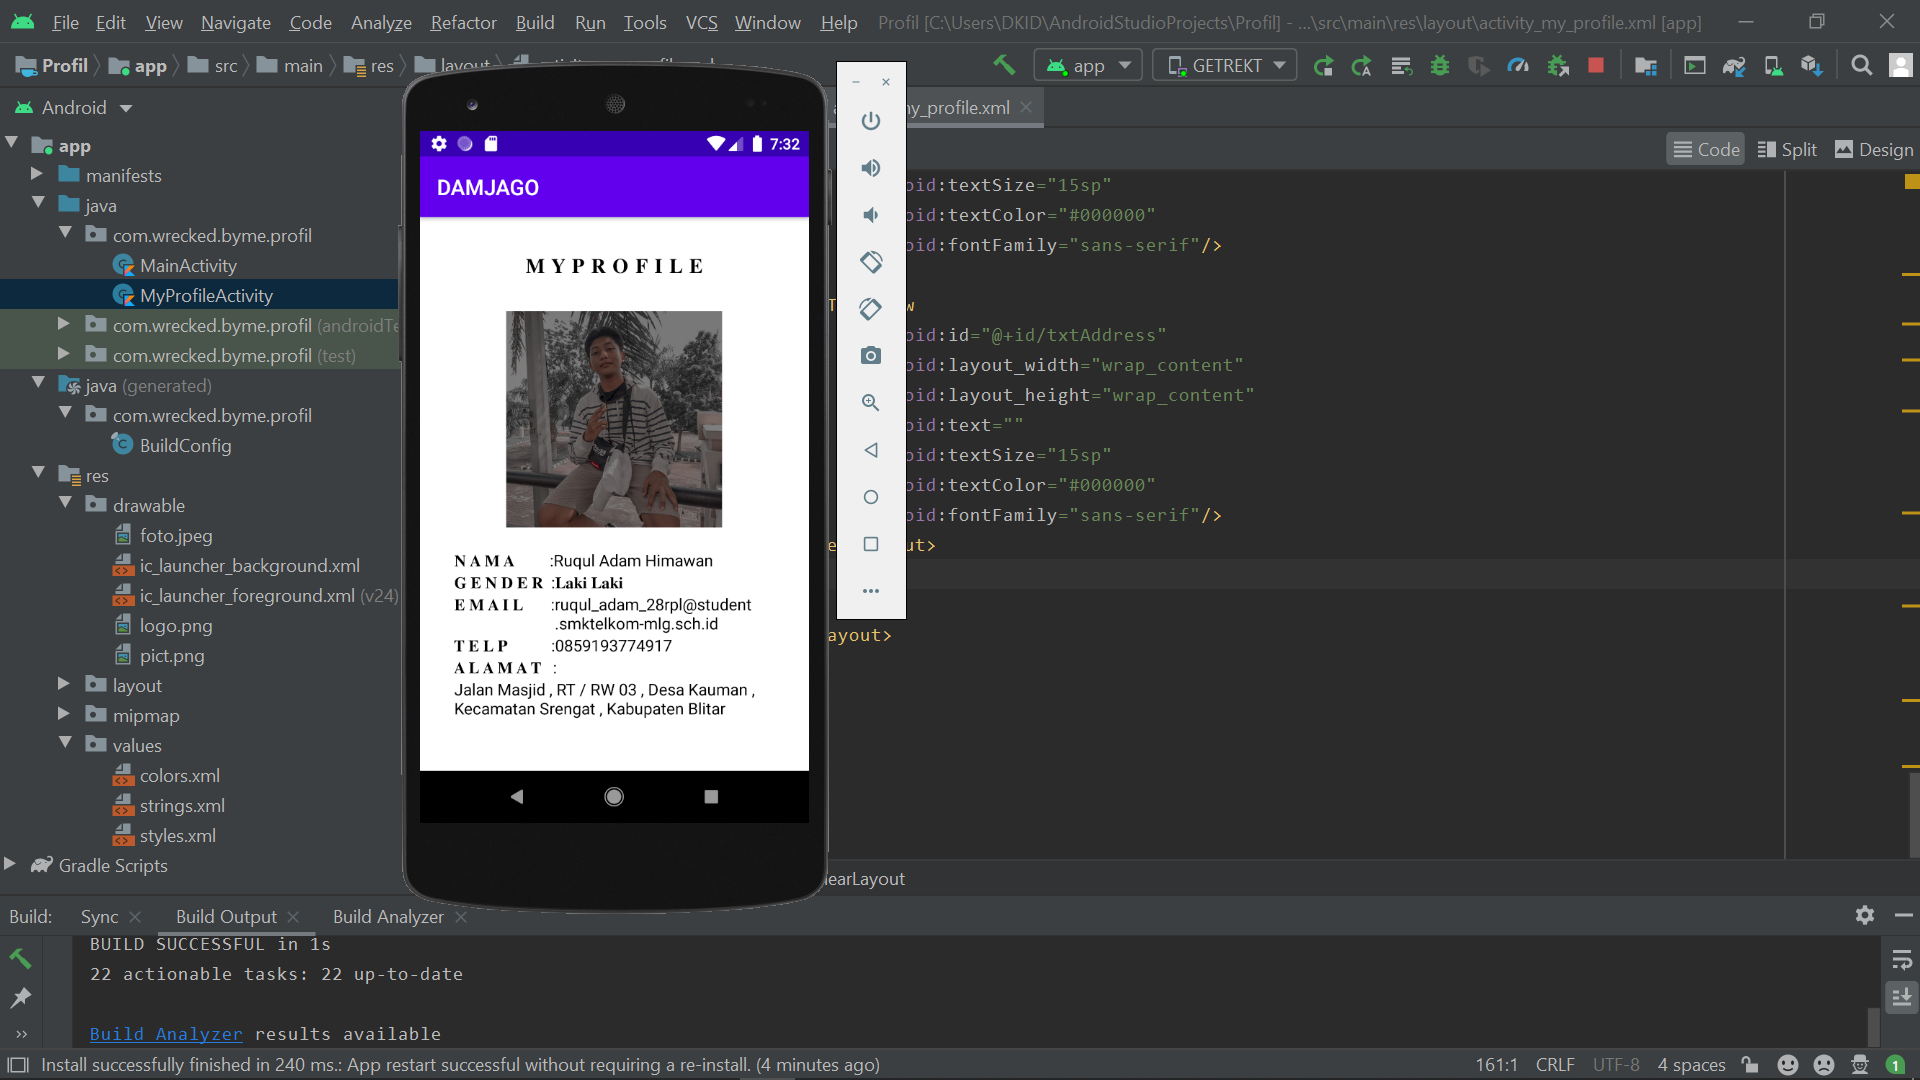 File Edit View Navigate Code Analyze Refactor Build Run Tools VCS Window Help Profil [C:\Users\DKID\AndroidStudioProjects\Profil] - ...\src\main\res\layout\activity_my_profile.xml [app]
Profil app src main res layout
app GETREKT
Android
my_profile.xml
Code Split Design
app
manifests
java
com.wrecked.byme.profil
MainActivity
MyProfileActivity
com.wrecked.byme.profil (androidTe
com.wrecked.byme.profil (test)
java (generated)
com.wrecked.byme.profil
BuildConfig
res
drawable
foto.jpeg
ic_launcher_background.xml
ic_launcher_foreground.xml (v24)
logo.png
pict.png
layout
mipmap
values
colors.xml
strings.xml
styles.xml
Gradle Scripts
7:32
DAMJAGO
M Y P R O F I L E
N A M A :Ruqul Adam Himawan
G E N D E R :Laki Laki
E M A I L :ruqul_adam_28rpl@student
.smktelkom-mlg.sch.id
T E L P :0859193774917
A L A M A T :
Jalan Masjid , RT / RW 03 , Desa Kauman ,
Kecamatan Srengat , Kabupaten Blitar
oid:textSize="15sp"
oid:textColor="#000000"
oid:fontFamily="sans-serif"/>
T w
oid:id="@+id/txtAddress"
oid:layout_width="wrap_content"
oid:layout_height="wrap_content"
oid:text=""
oid:textSize="15sp"
oid:textColor="#000000"
oid:fontFamily="sans-serif"/>
e ut>
ayout>
earLayout
Build: Sync Build Output Build Analyzer
BUILD SUCCESSFUL in 1s
22 actionable tasks: 22 up-to-date
Build Analyzer results available
Install successfully finished in 240 ms.: App restart successful without requiring a re-install. (4 minutes ago)
161:1 CRLF UTF-8 4 spaces 1